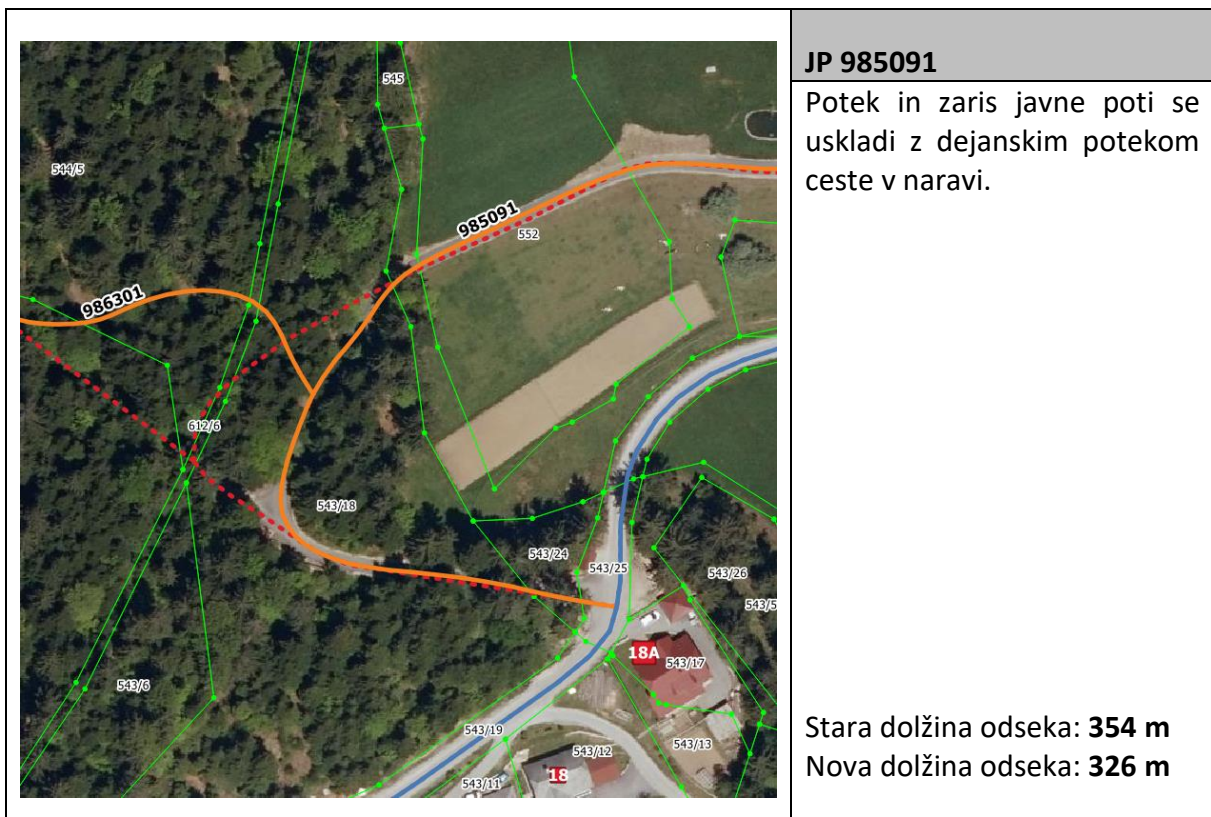 545
544/5
985091
552
986301
612/6
543/18
543/24
543/25
543/26
543/5
18A
543/17
543/6
543/19
543/12
543/13
18
543/11
JP 985091
Potek in zaris javne poti se
uskladi z dejanskim potekom
ceste v naravi.
Stara dolžina odseka: 354 m
Nova dolžina odseka: 326 m